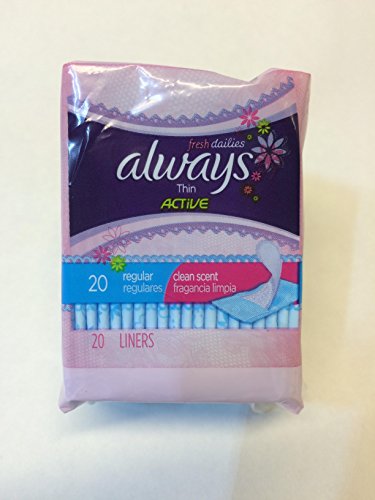 fresh dailies
always
Thin
ACTIVE
20 regular clean scent
regulares fragancia limpia
20 LINERS